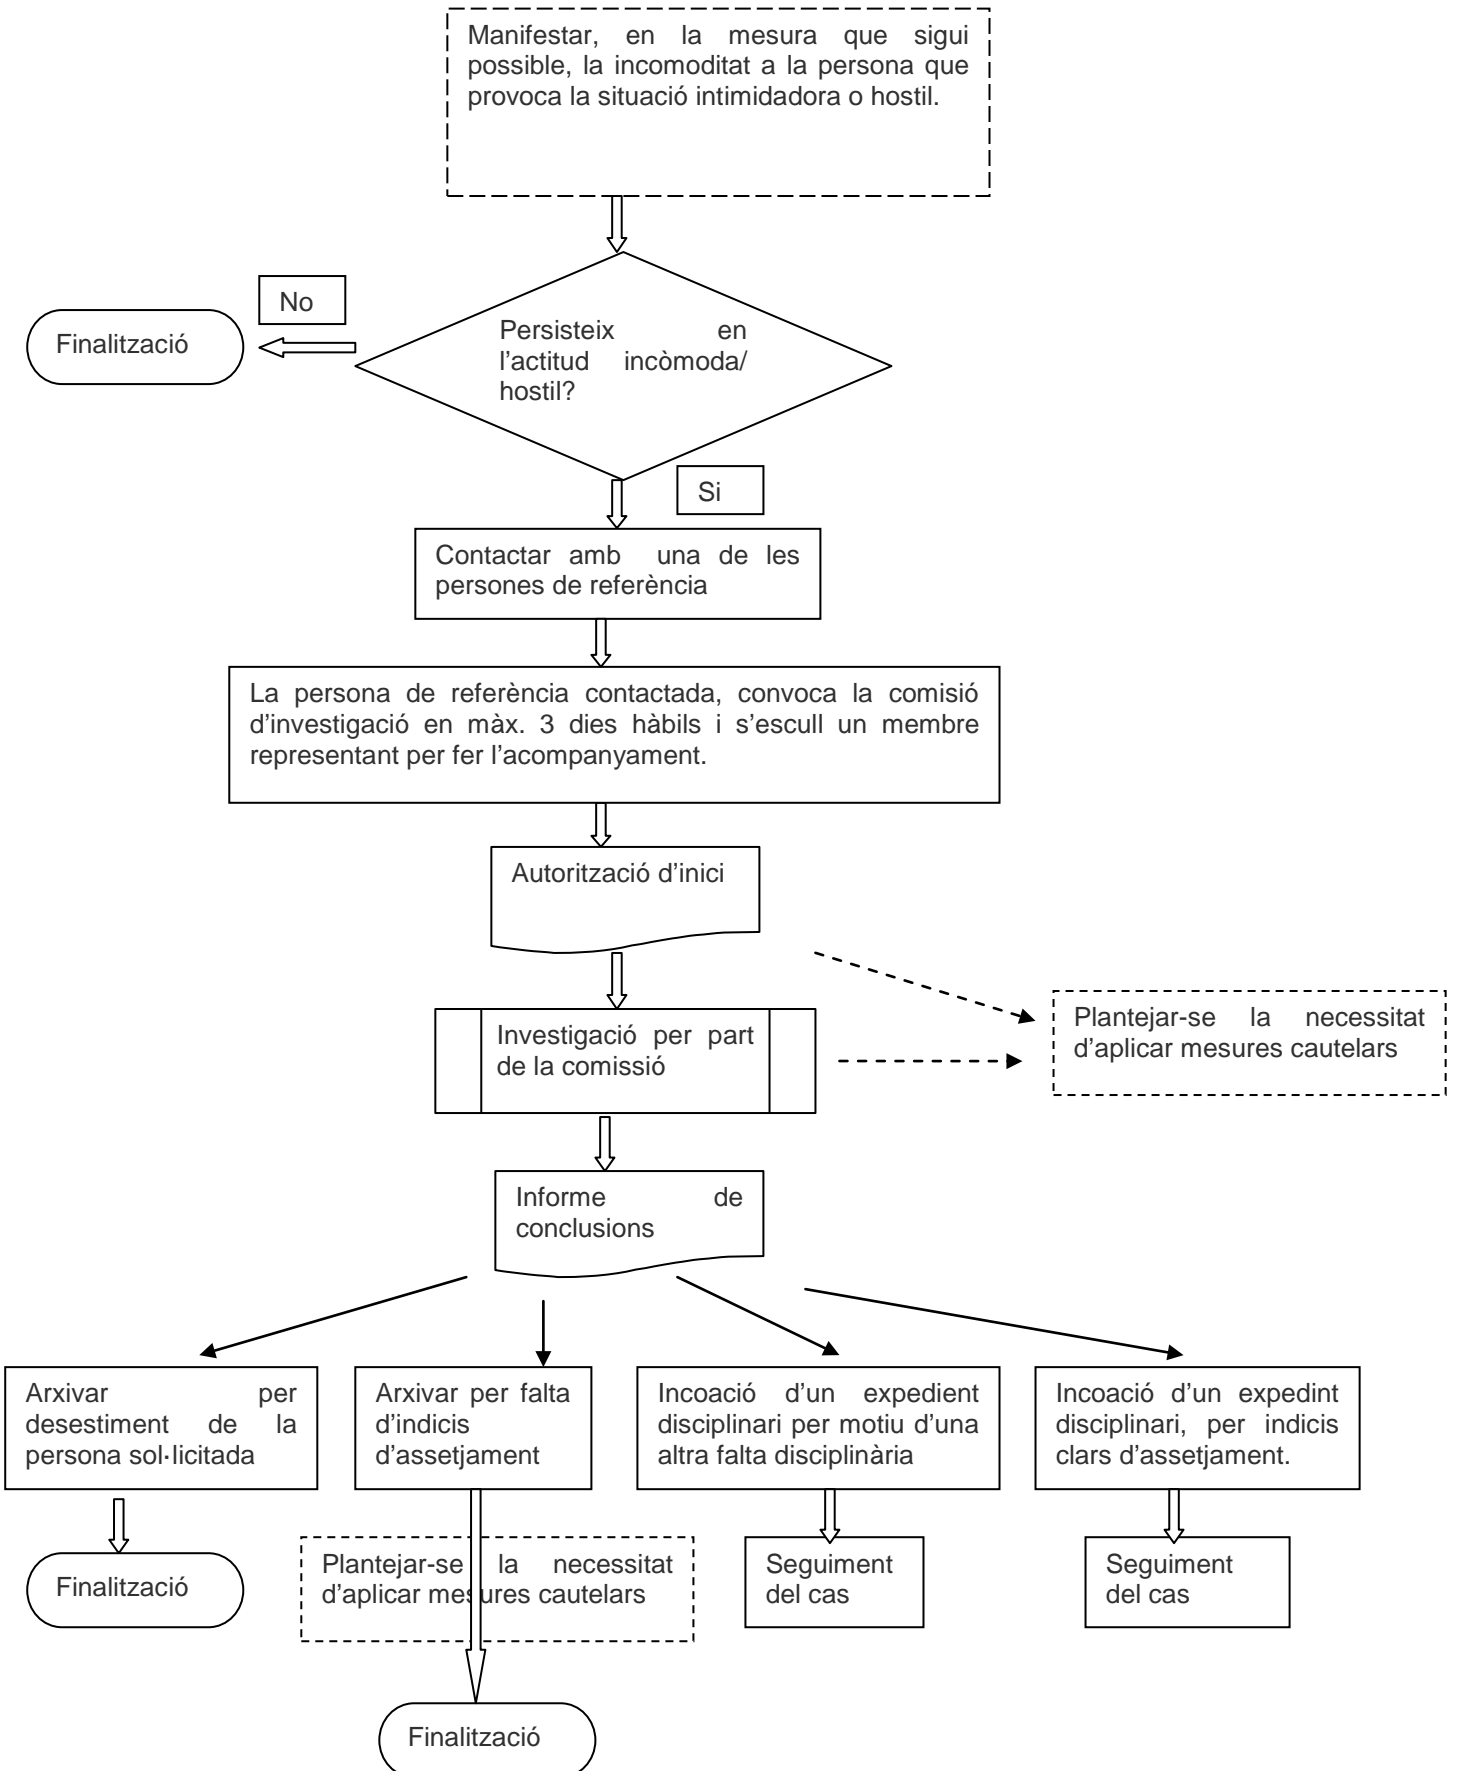 Manifestar, en la mesura que sigui
possible, la incomoditat a la persona que
provoca la situació intimidadora o hostil.
No
Finalització
Persisteix en
l’actitud incòmoda/
hostil?
Si
Contactar amb una de les
persones de referència
La persona de referència contactada, convoca la comisió
d’investigació en màx. 3 dies hàbils i s’escull un membre
representant per fer l’acompanyament.
Autorització d’inici
Plantejar-se la necessitat
d’aplicar mesures cautelars
Investigació per part
de la comissió
Informe de
conclusions
Arxivar per
desestiment de la
persona sol·licitada
Arxivar per falta
d’indicis
d’assetjament
Incoació d’un expedient
disciplinari per motiu d’una
altra falta disciplinària
Incoació d’un expedint
disciplinari, per indicis
clars d’assetjament.
Finalització
Plantejar-se la necessitat
d’aplicar mesures cautelars
Seguiment
del cas
Seguiment
del cas
Finalització